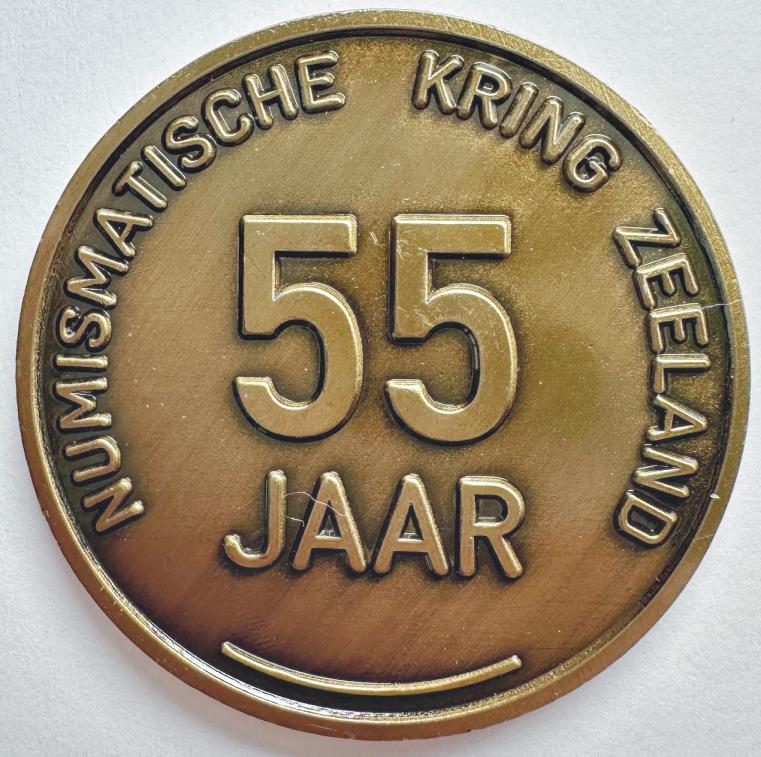 NUMISMATISCHE KRING ZEELAND
55
JAAR